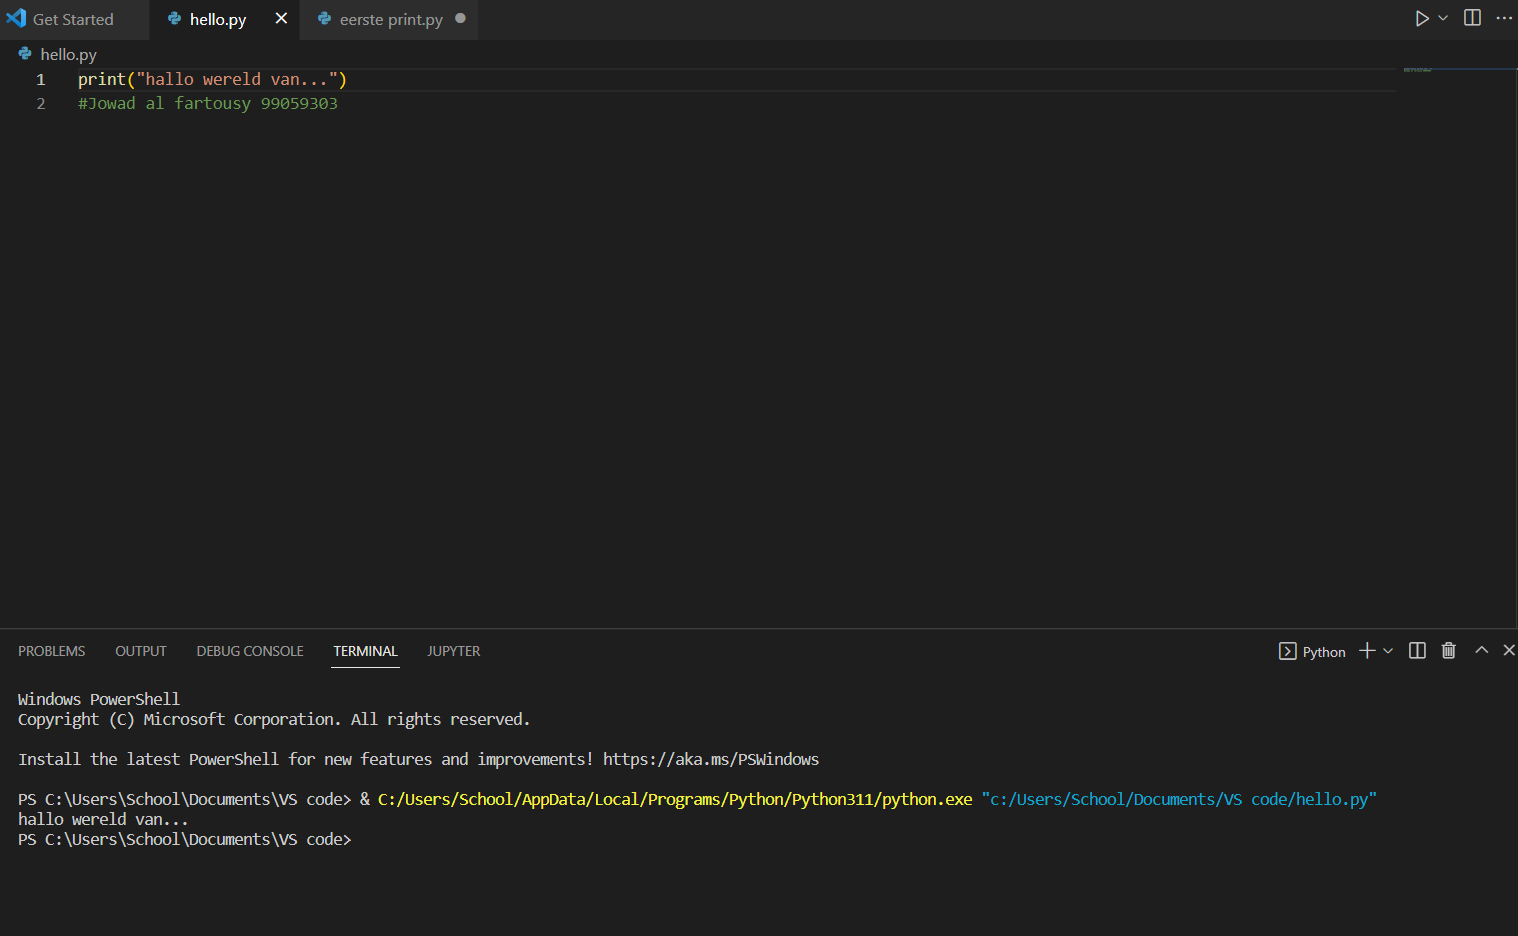 Get Started hello.py eerste print.py
hello.py
1 print("hallo wereld van...")
2 #Jowad al fartousy 99059303
PROBLEMS OUTPUT DEBUG CONSOLE TERMINAL JUPYTER Python
Windows PowerShell
Copyright (C) Microsoft Corporation. All rights reserved.
Install the latest PowerShell for new features and improvements! https://aka.ms/PSWindows
PS C:\Users\School\Documents\VS code> & C:/Users/School/AppData/Local/Programs/Python/Python311/python.exe "c:/Users/School/Documents/VS code/hello.py"
hallo wereld van...
PS C:\Users\School\Documents\VS code>